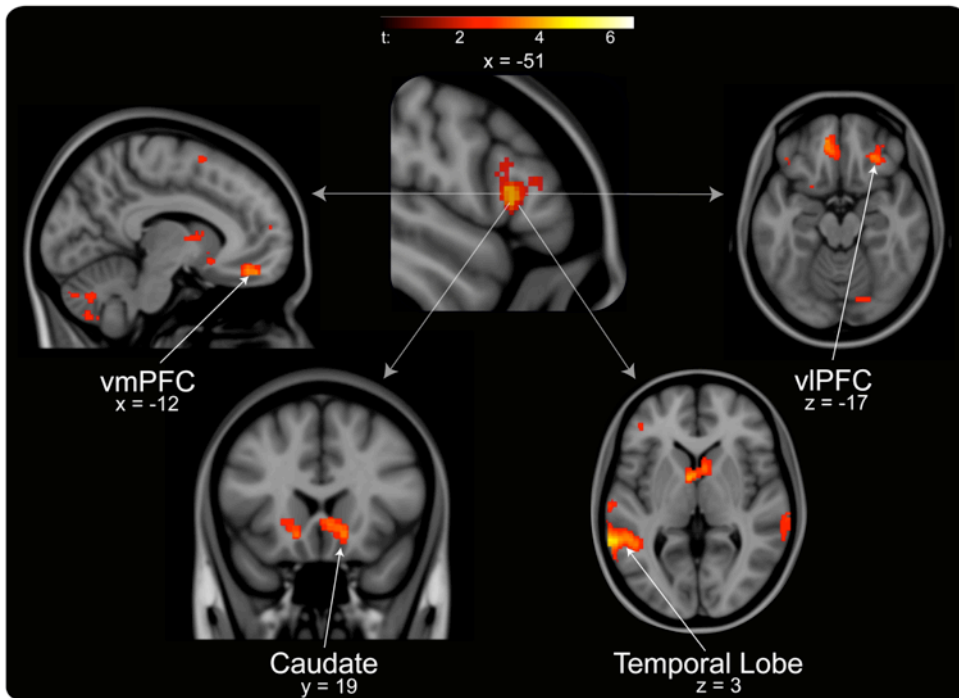 t: 2 4 6
x = -51
vmPFC
x = -12
vlPFC
z = -17
Caudate
y = 19
Temporal Lobe
z = 3